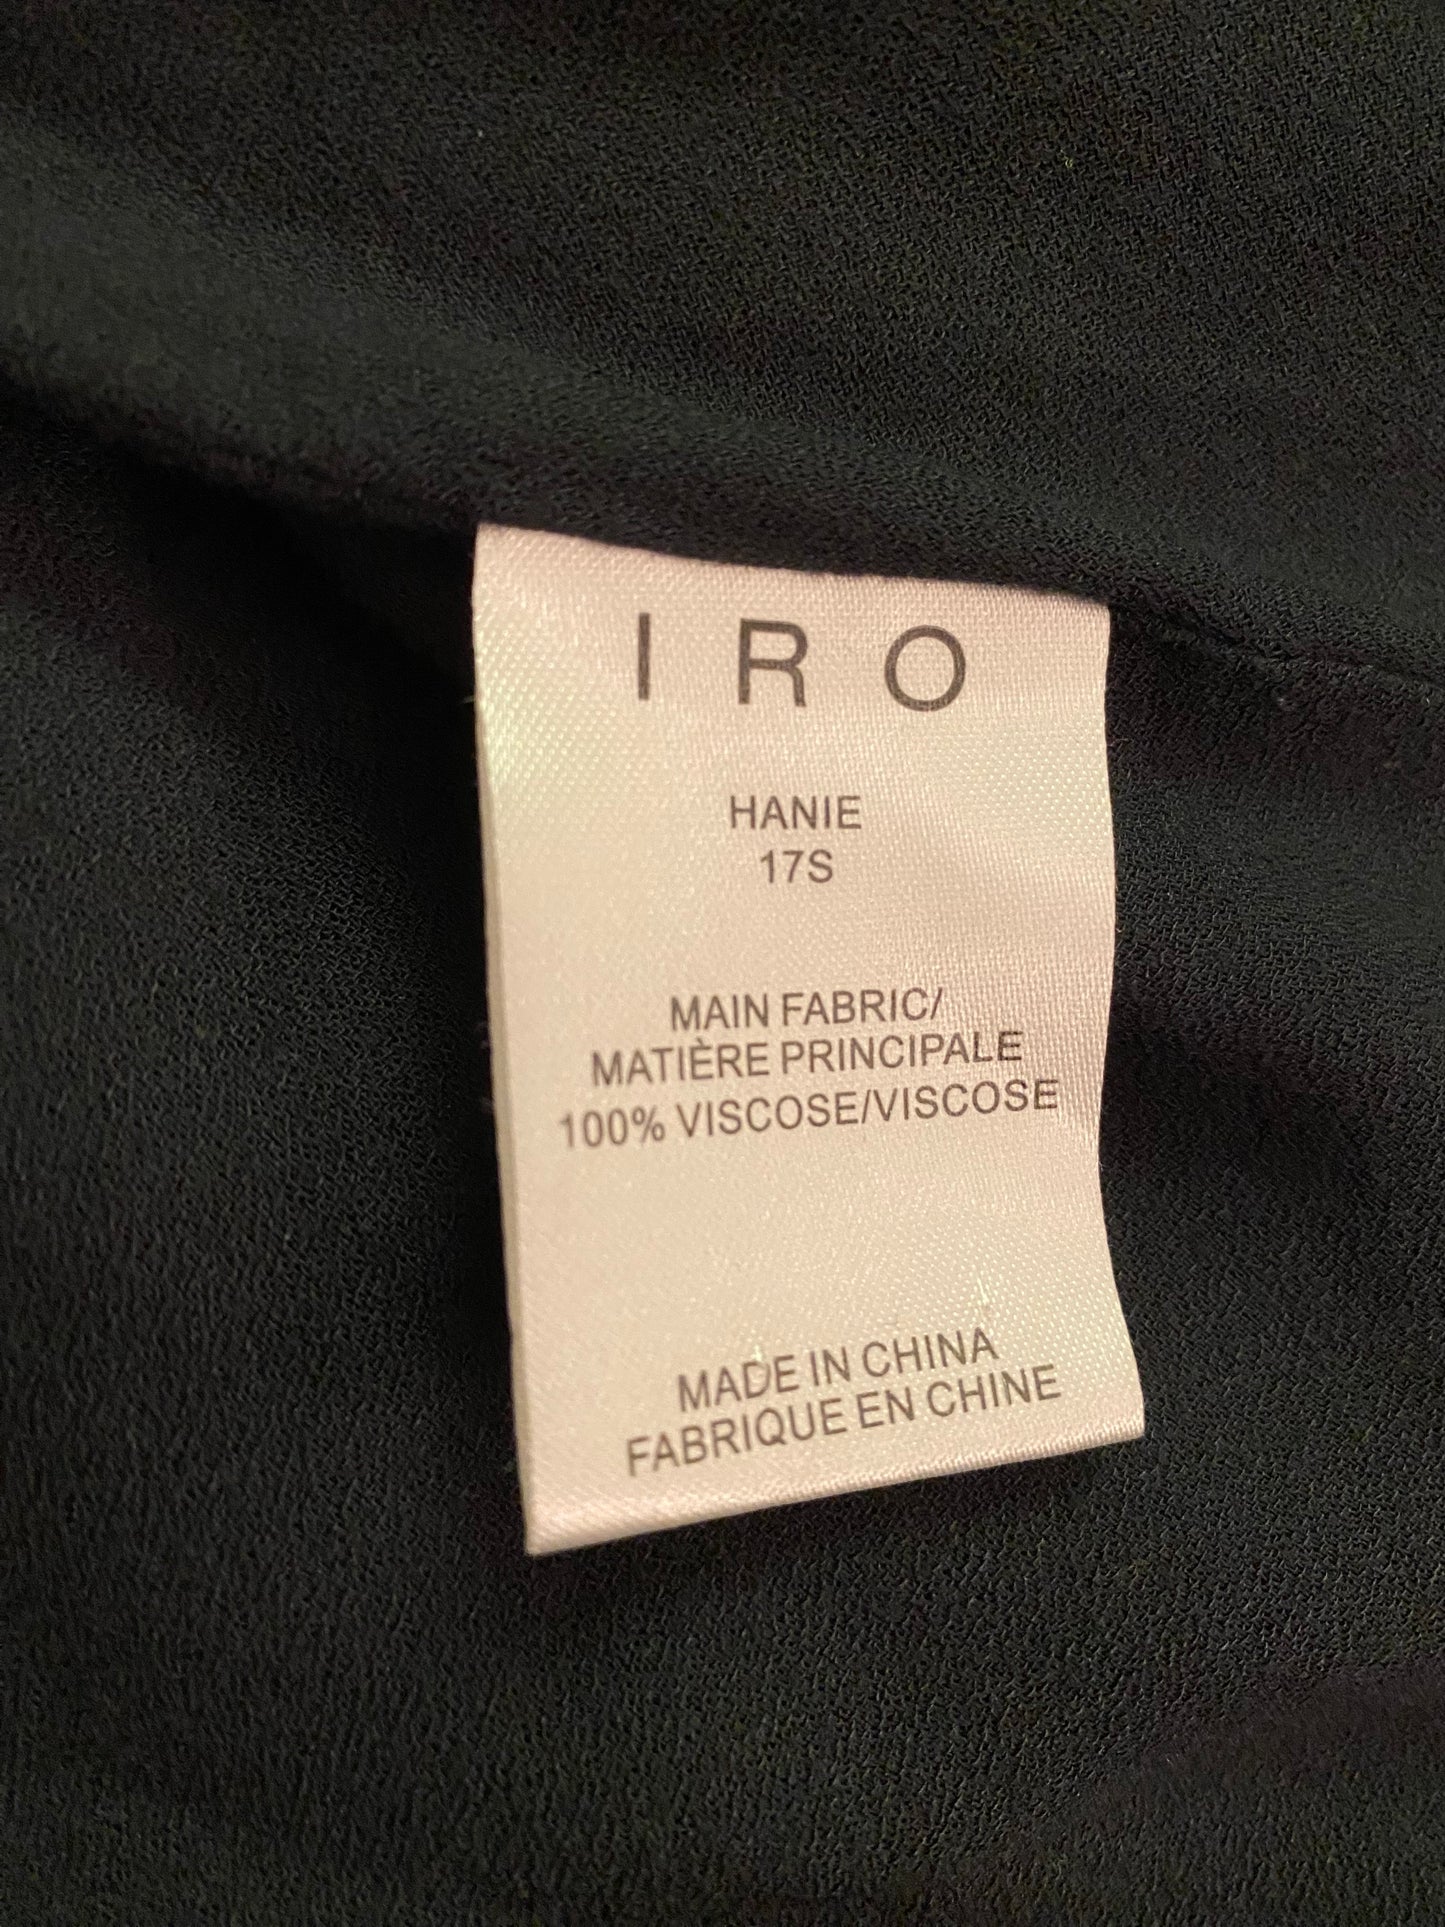 IRO
HANIE
17S
MAIN FABRIC/
MATIÈRE PRINCIPALE
100% VISCOSE/VISCOSE
MADE IN CHINA
FABRIQUE EN CHINE